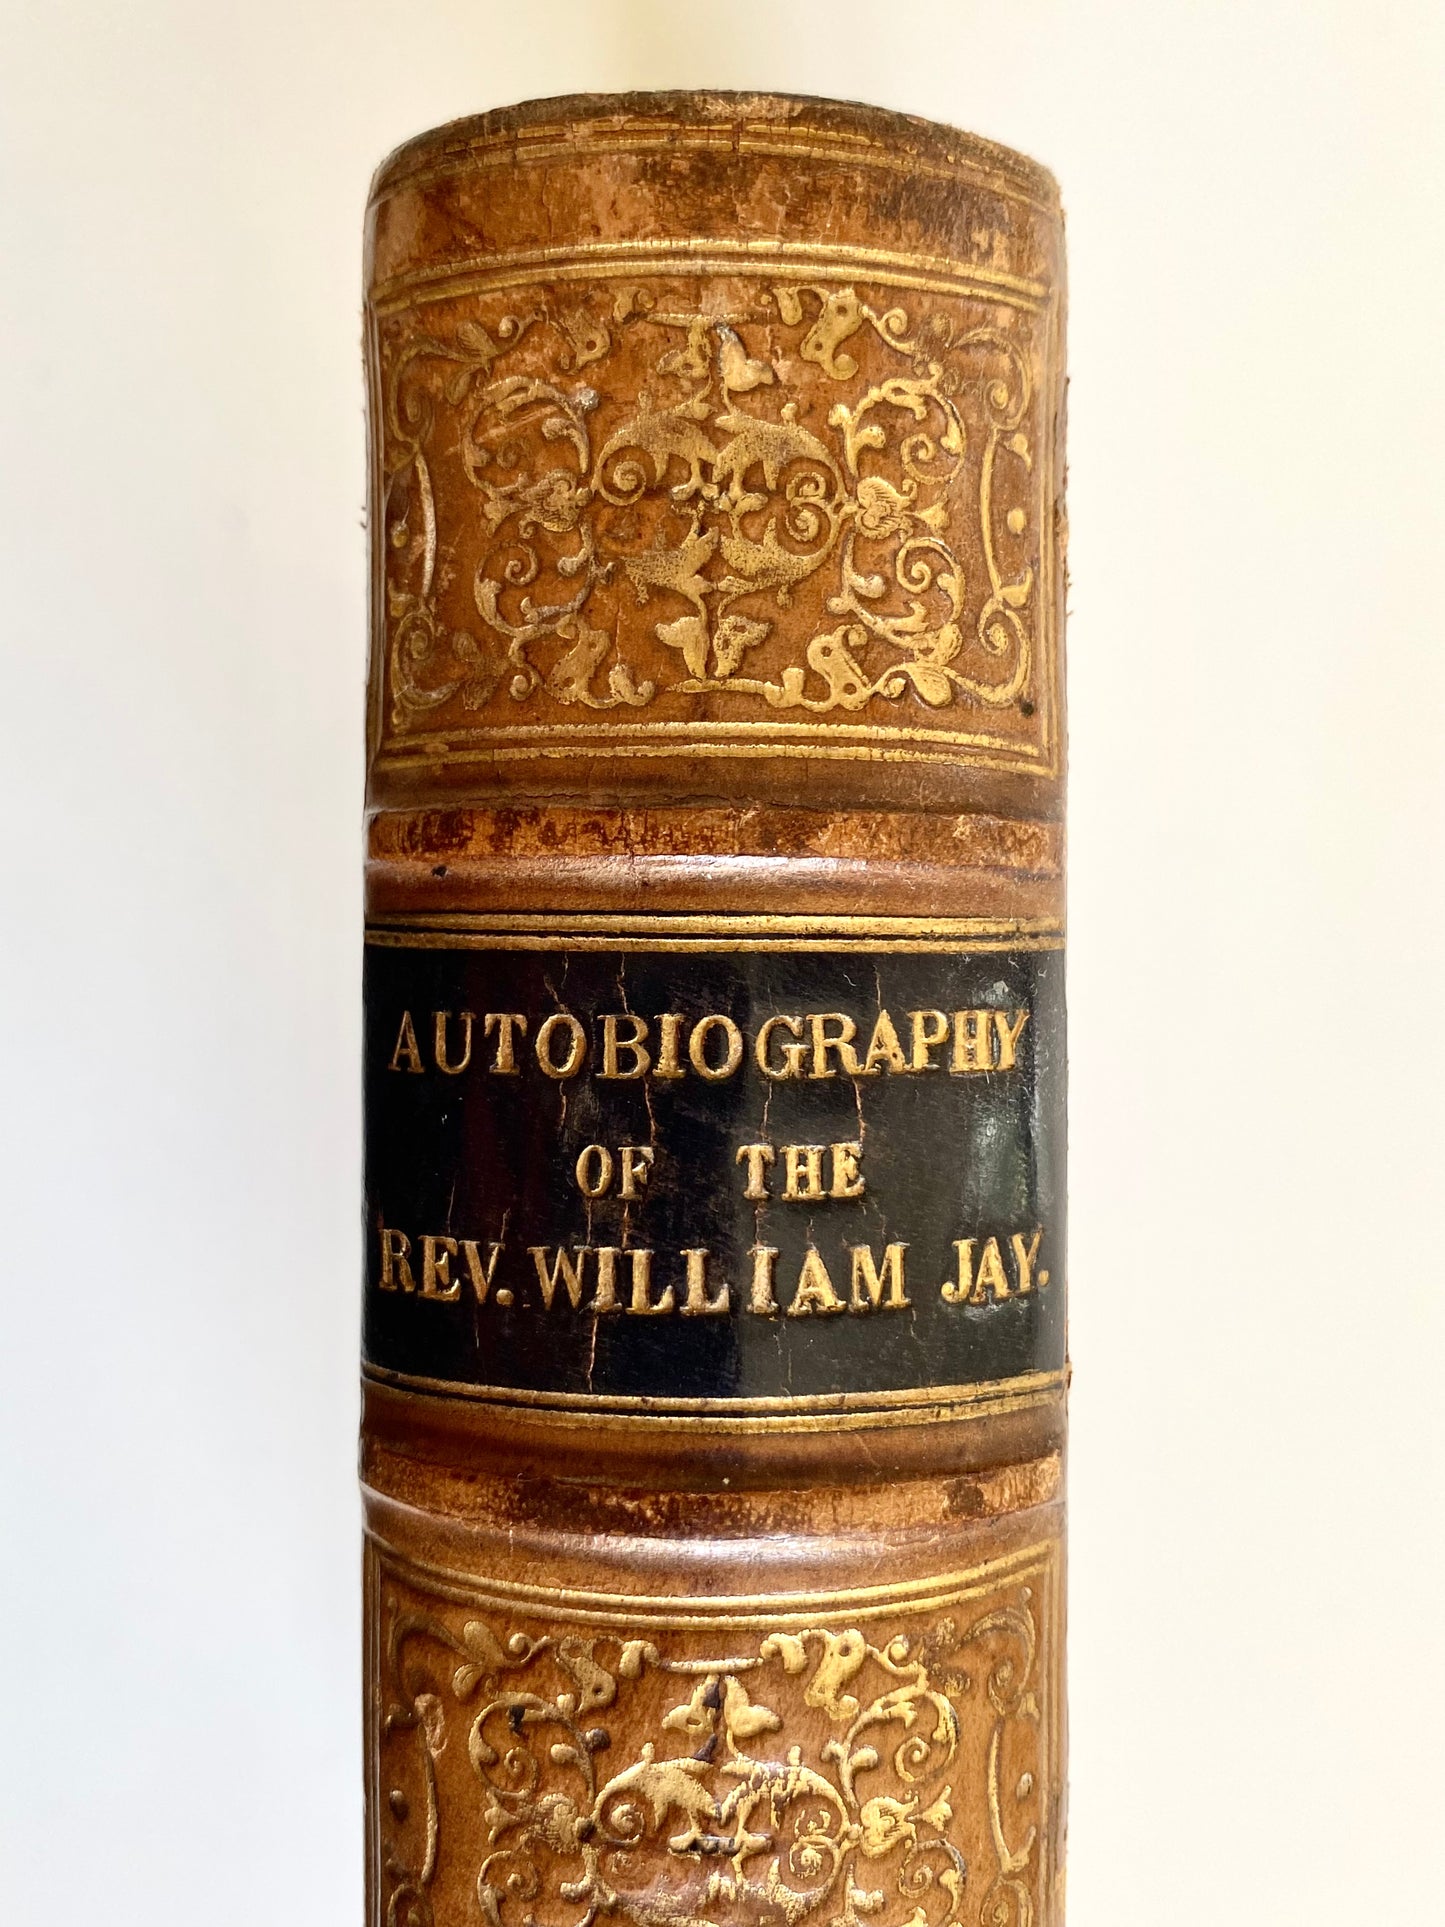 AUTOBIOGRAPHY
OF THE
REV. WILLIAM JAY.